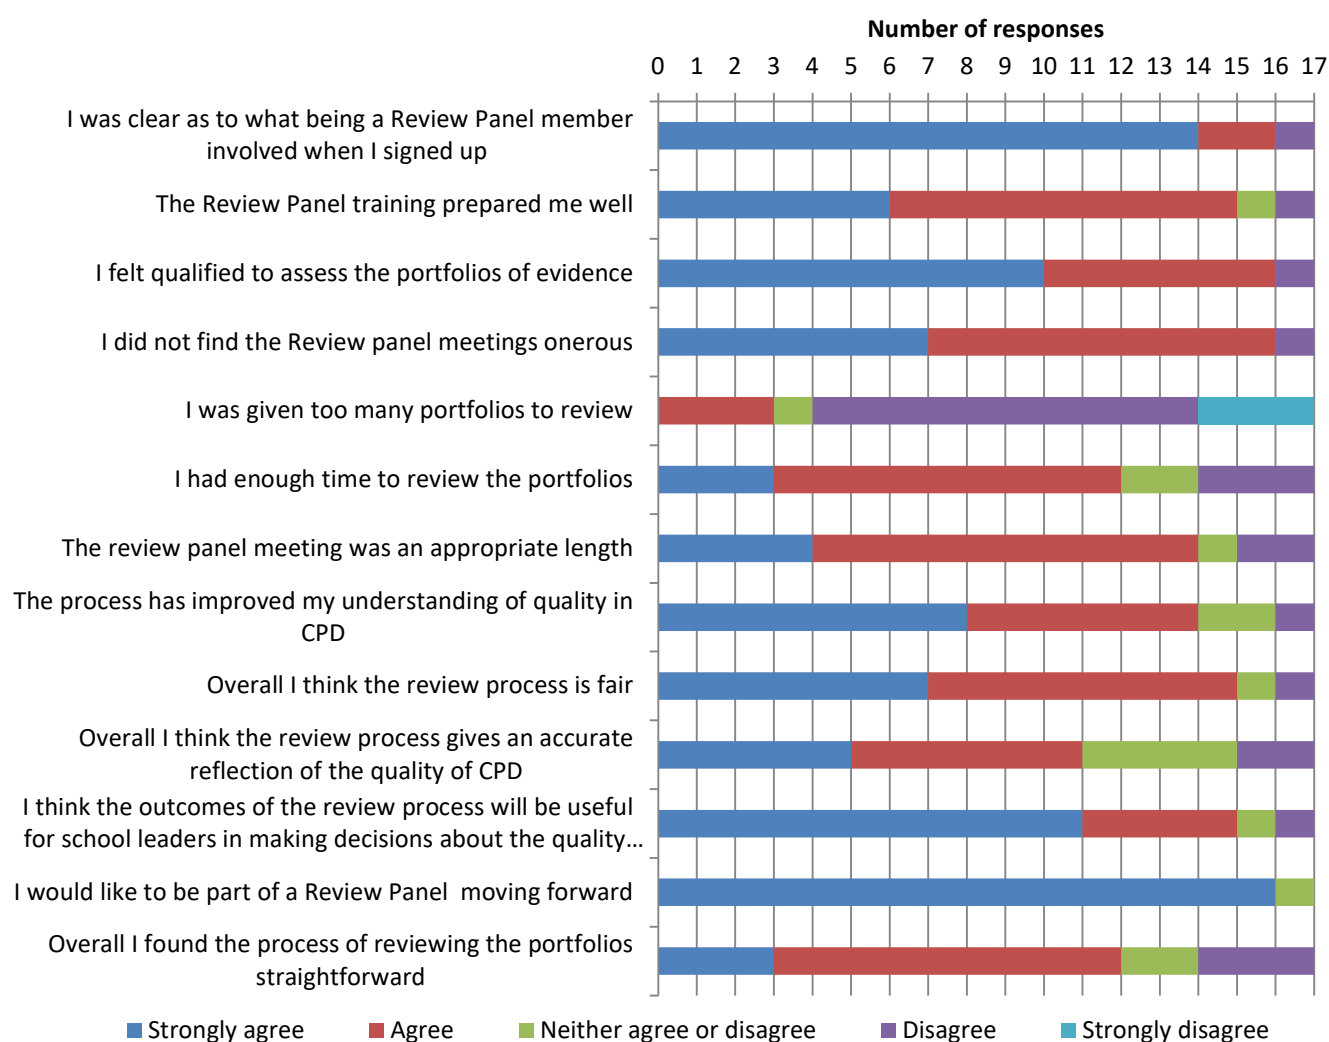 Number of responses
0 1 2 3 4 5 6 7 8 9 10 11 12 13 14 15 16 17
I was clear as to what being a Review Panel member
involved when I signed up
The Review Panel training prepared me well
I felt qualified to assess the portfolios of evidence
I did not find the Review panel meetings onerous
I was given too many portfolios to review
I had enough time to review the portfolios
The review panel meeting was an appropriate length
The process has improved my understanding of quality in
CPD
Overall I think the review process is fair
Overall I think the review process gives an accurate
reflection of the quality of CPD
I think the outcomes of the review process will be useful
for school leaders in making decisions about the quality…
I would like to be part of a Review Panel  moving forward
Overall I found the process of reviewing the portfolios
straightforward
Strongly agree Agree Neither agree or disagree Disagree Strongly disagree